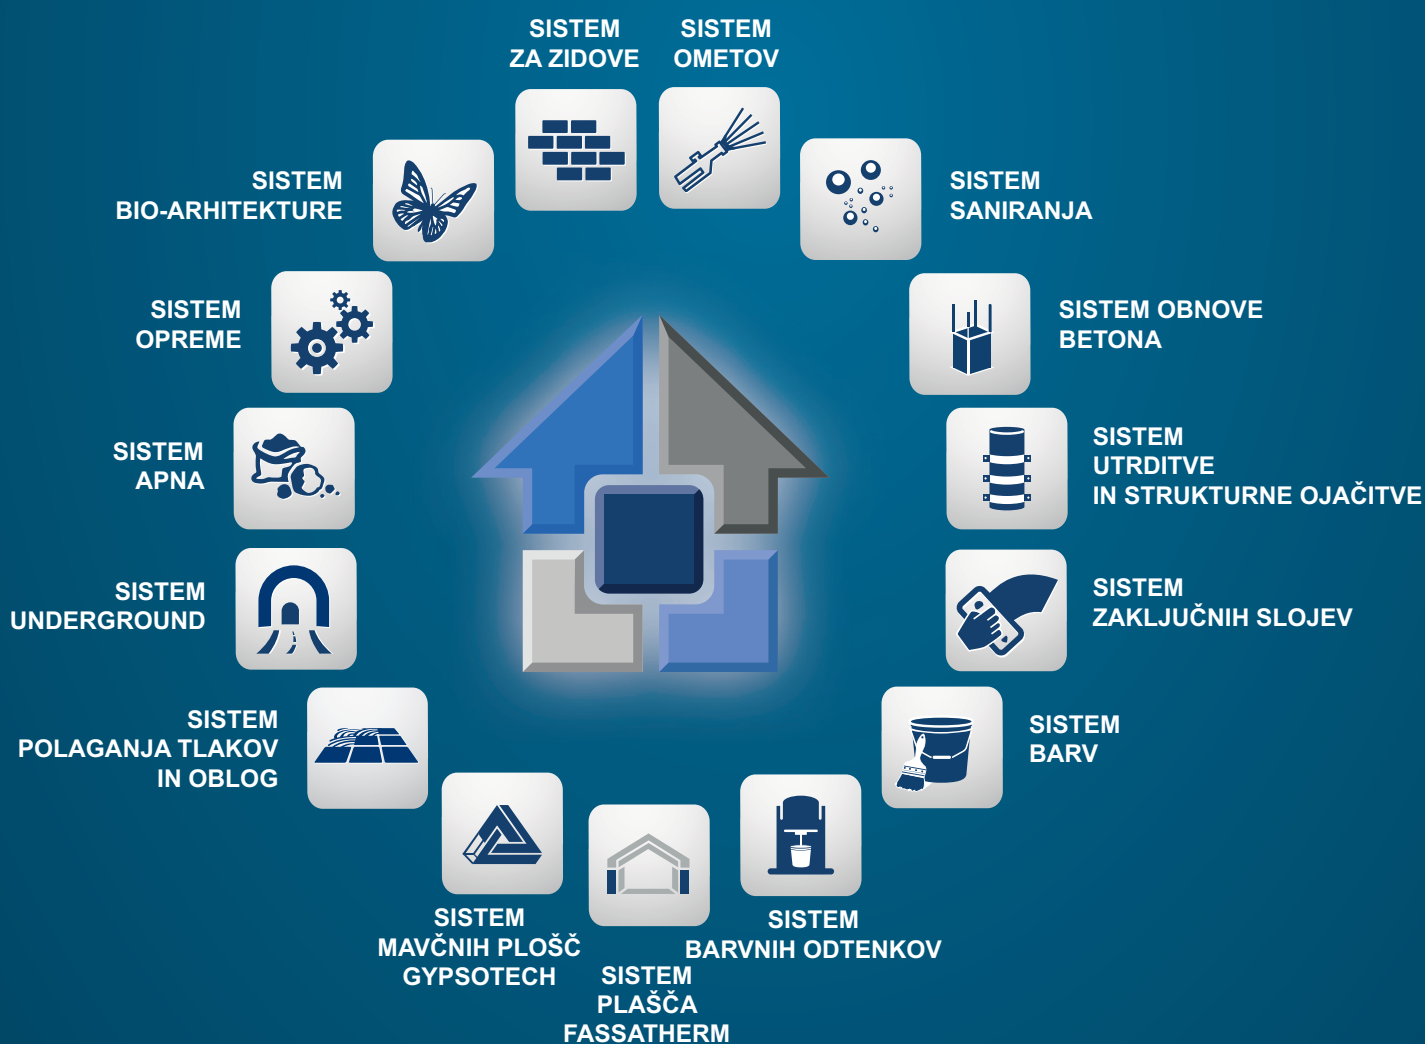 SISTEM
ZA ZIDOVE
SISTEM
OMETOV
SISTEM
SANIRANJA
SISTEM OBNOVE
BETONA
SISTEM
UTRDITVE
IN STRUKTURNE OJAČITVE
SISTEM
ZAKLJUČNIH SLOJEV
SISTEM
BARV
SISTEM
BARVNIH ODTENKOV
SISTEM
PLAŠČA
FASSATHERM
SISTEM
MAVČNIH PLOŠČ
GYPSOTECH
SISTEM
POLAGANJA TLAKOV
IN OBLOG
SISTEM
UNDERGROUND
SISTEM
APNA
SISTEM
OPREME
SISTEM
BIO-ARHITEKTURE